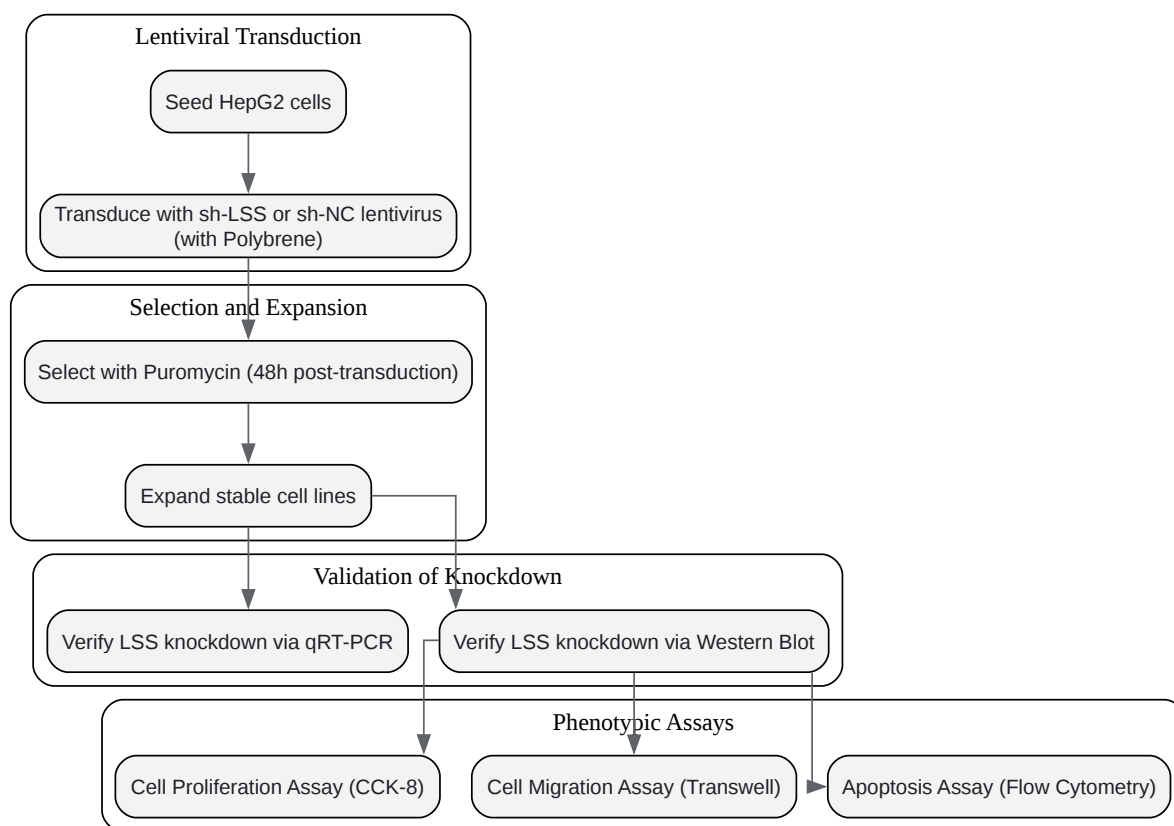 Lentiviral Transduction
Seed HepG2 cells
Transduce with sh-LSS or sh-NC lentivirus
(with Polybrene)
Selection and Expansion
Select with Puromycin (48h post-transduction)
Expand stable cell lines
Validation of Knockdown
Verify LSS knockdown via qRT-PCR
Verify LSS knockdown via Western Blot
Phenotypic Assays
Cell Proliferation Assay (CCK-8)
Cell Migration Assay (Transwell)
Apoptosis Assay (Flow Cytometry)